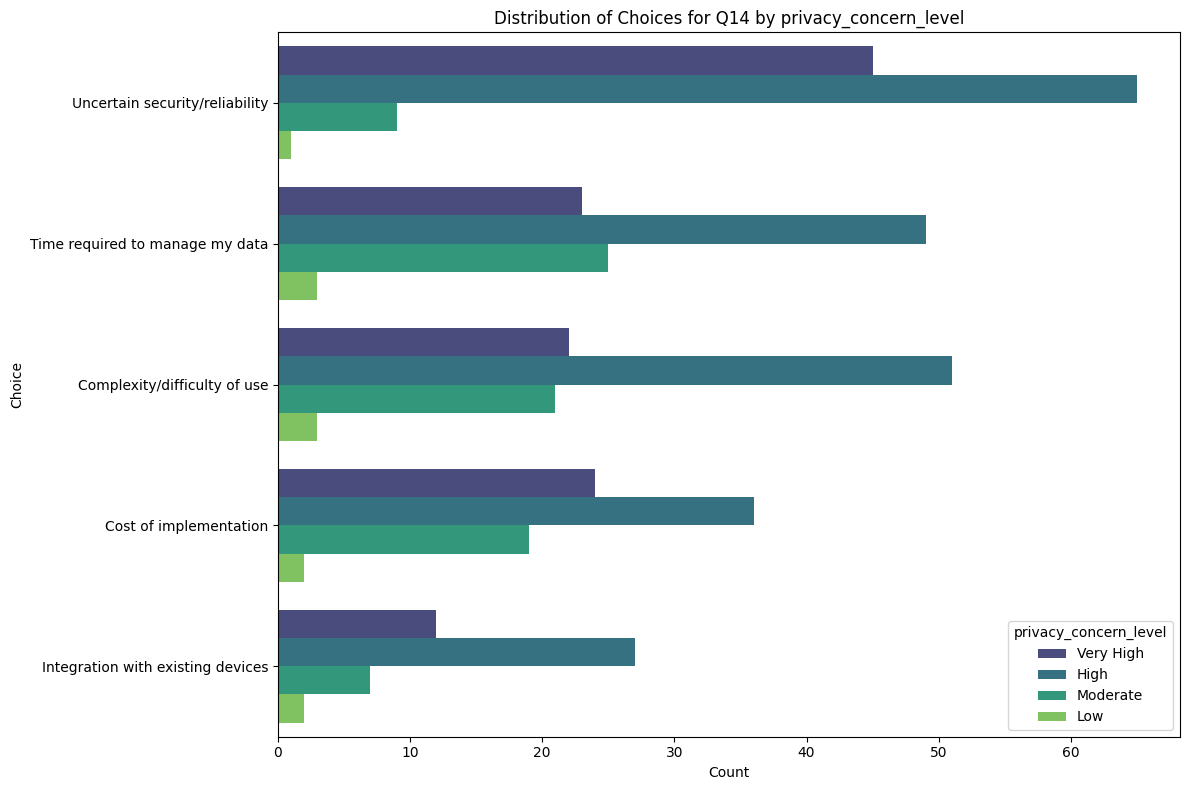 Distribution of Choices for Q14 by privacy_concern_level
Uncertain security/reliability
Time required to manage my data
Complexity/difficulty of use
Cost of implementation
Integration with existing devices
Choice
privacy_concern_level
Very High
High
Moderate
Low
0 10 20 30 40 50 60
Count